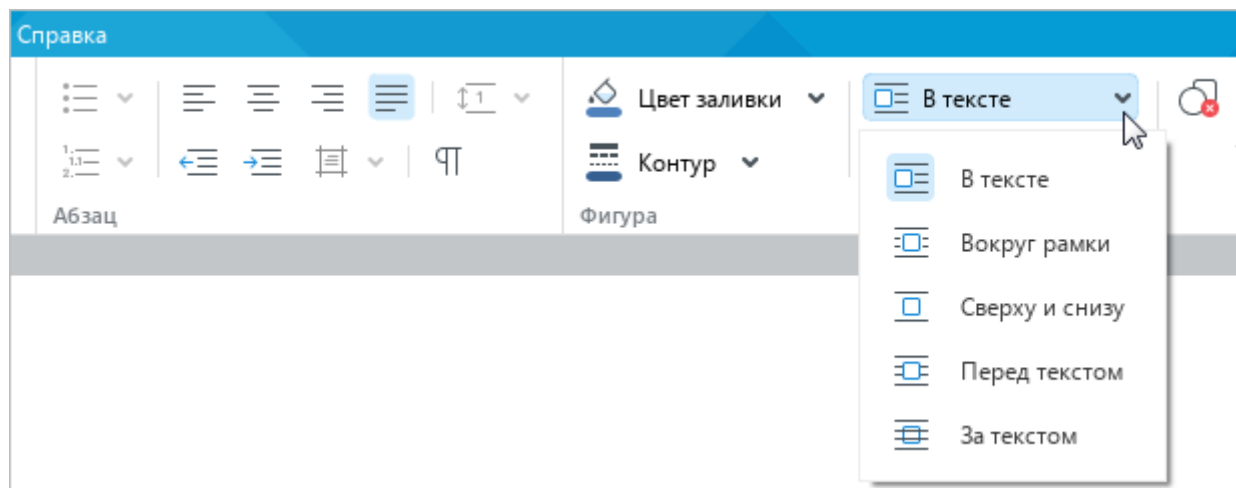 Справка
Цвет заливки
В тексте
Контур
Абзац
Фигура
В тексте
Вокруг рамки
Сверху и снизу
Перед текстом
За текстом